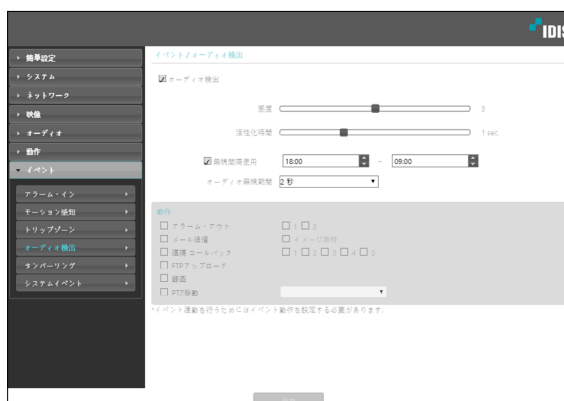 IDIS
簡単設定
システム
ネットワーク
映像
オーディオ
動作
イベント
アラーム・イン
モーション感知
トリップゾーン
オーディオ検出
タンパーリング
システムイベント
イベント / オーディオ検出
オーディオ検出
感度 3
活性化時間 1 sec.
無視間隔使用 18:00 ~ 09:00
オーディオ無視期間 2 秒
動作
アラーム・アウト 1 2
メール送信 イメージ添付
遠隔 コールバック 1 2 3 4 5
FTPアップロード
録画
PTZ移動
*イベント連動を行うためにはイベント動作を設定する必要があります.